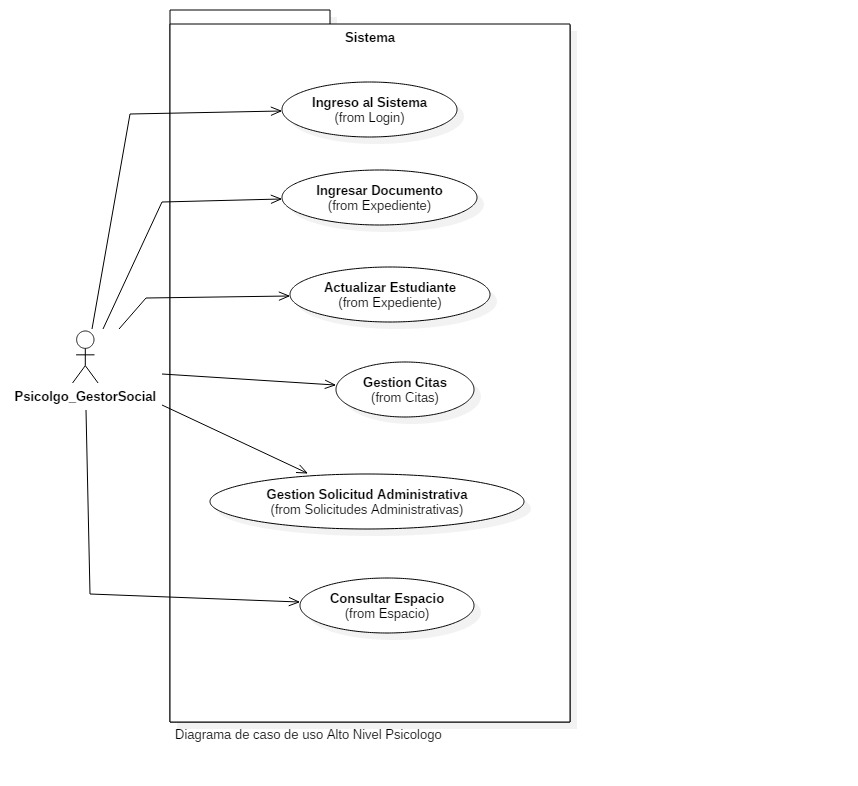 Sistema
Ingreso al Sistema
(from Login)
Ingresar Documento
(from Expediente)
Actualizar Estudiante
(from Expediente)
Gestion Citas
(from Citas)
Psicolgo_GestorSocial
Gestion Solicitud Administrativa
(from Solicitudes Administrativas)
Consultar Espacio
(from Espacio)
Diagrama de caso de uso Alto Nivel Psicologo